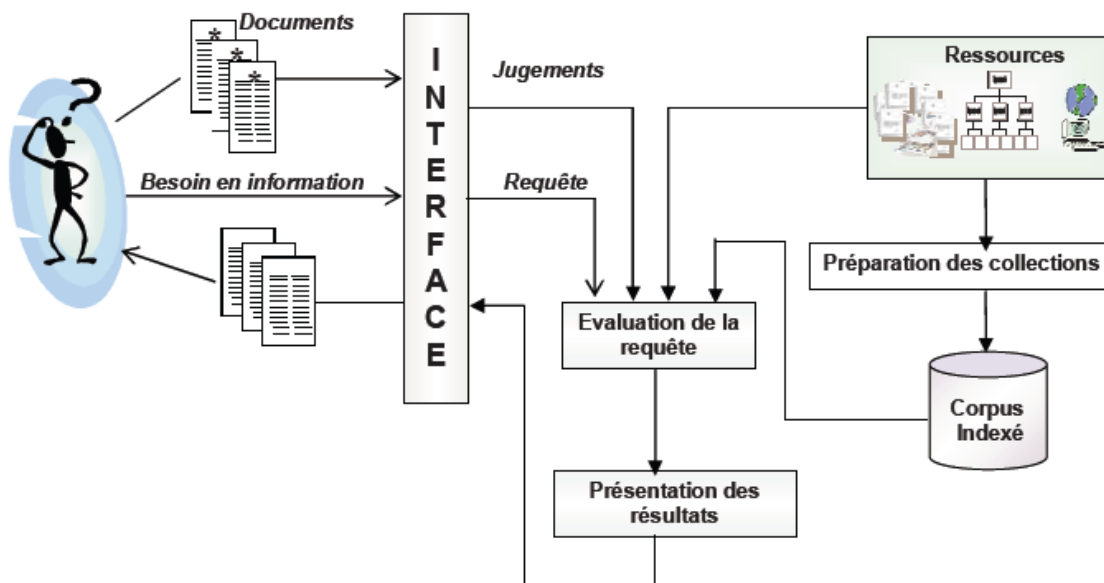 Documents
INTERFACE
Jugements
Ressources
Besoin en information
Requête
Préparation des collections
Evaluation de la
requête
Corpus
Indexé
Présentation des
résultats